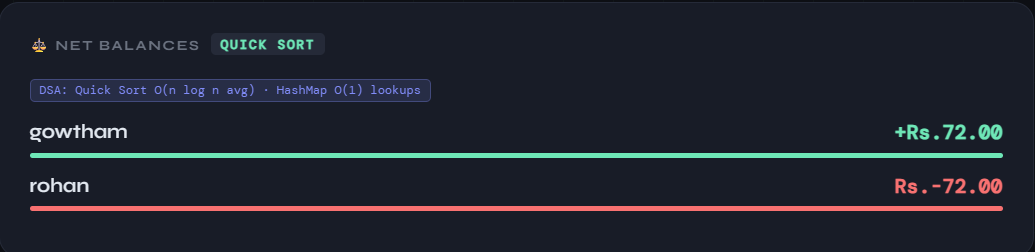 NET BALANCES QUICK SORT
DSA: Quick Sort O(n log n avg) · HashMap O(1) lookups
gowtham +Rs.72.00
rohan Rs.-72.00